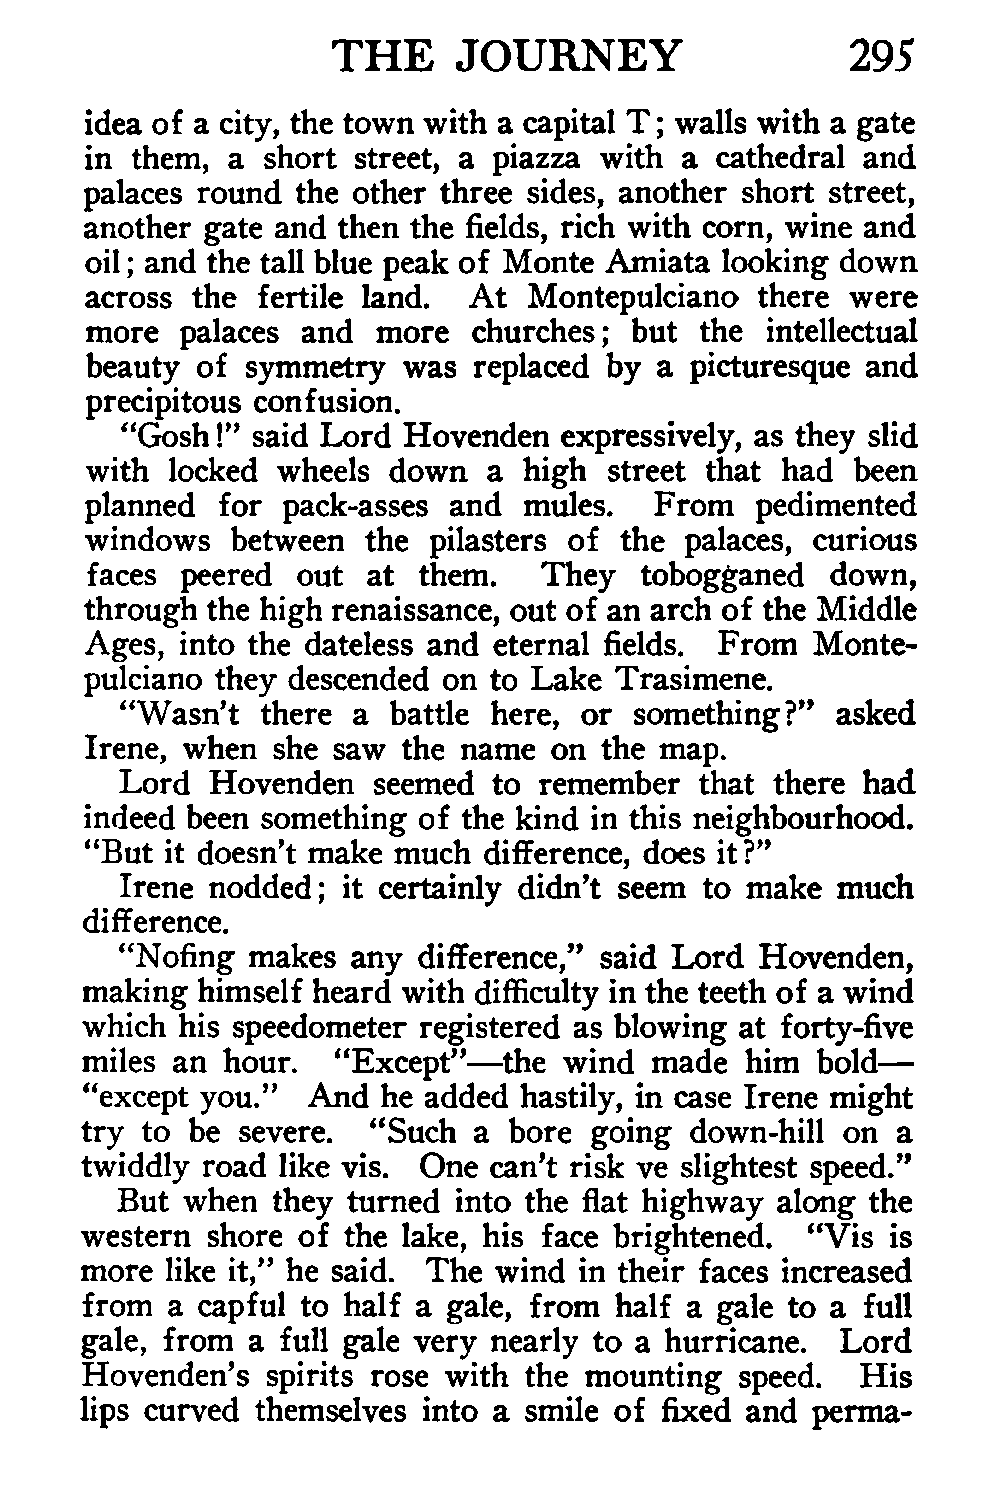 THE JOURNEY 295
idea of a city, the town with a capital T; walls with a gate
in them, a short street, a piazza with a cathedral and
palaces round the other three sides, another short street,
another gate and then the fields, rich with corn, wine and
oil; and the tall blue peak of Monte Amiata looking down
across the fertile land. At Montepulciano there were
more palaces and more churches; but the intellectual
beauty of symmetry was replaced by a picturesque and
precipitous confusion.
"Gosh!" said Lord Hovenden expressively, as they slid
with locked wheels down a high street that had been
planned for pack-asses and mules. From pedimented
windows between the pilasters of the palaces, curious
faces peered out at them. They tobogganed down,
through the high renaissance, out of an arch of the Middle
Ages, into the dateless and eternal fields. From Monte-
pulciano they descended on to Lake Trasimene.
"Wasn't there a battle here, or something?" asked
Irene, when she saw the name on the map.
Lord Hovenden seemed to remember that there had
indeed been something of the kind in this neighbourhood.
"But it doesn't make much difference, does it?"
Irene nodded; it certainly didn't seem to make much
difference.
"Nofing makes any difference," said Lord Hovenden,
making himself heard with difficulty in the teeth of a wind
which his speedometer registered as blowing at forty-five
miles an hour. "Except"—the wind made him bold—
"except you." And he added hastily, in case Irene might
try to be severe. "Such a bore going down-hill on a
twiddly road like vis. One can't risk ve slightest speed."
But when they turned into the flat highway along the
western shore of the lake, his face brightened. "Vis is
more like it," he said. The wind in their faces increased
from a capful to half a gale, from half a gale to a full
gale, from a full gale very nearly to a hurricane. Lord
Hovenden's spirits rose with the mounting speed. His
lips curved themselves into a smile of fixed and perma-